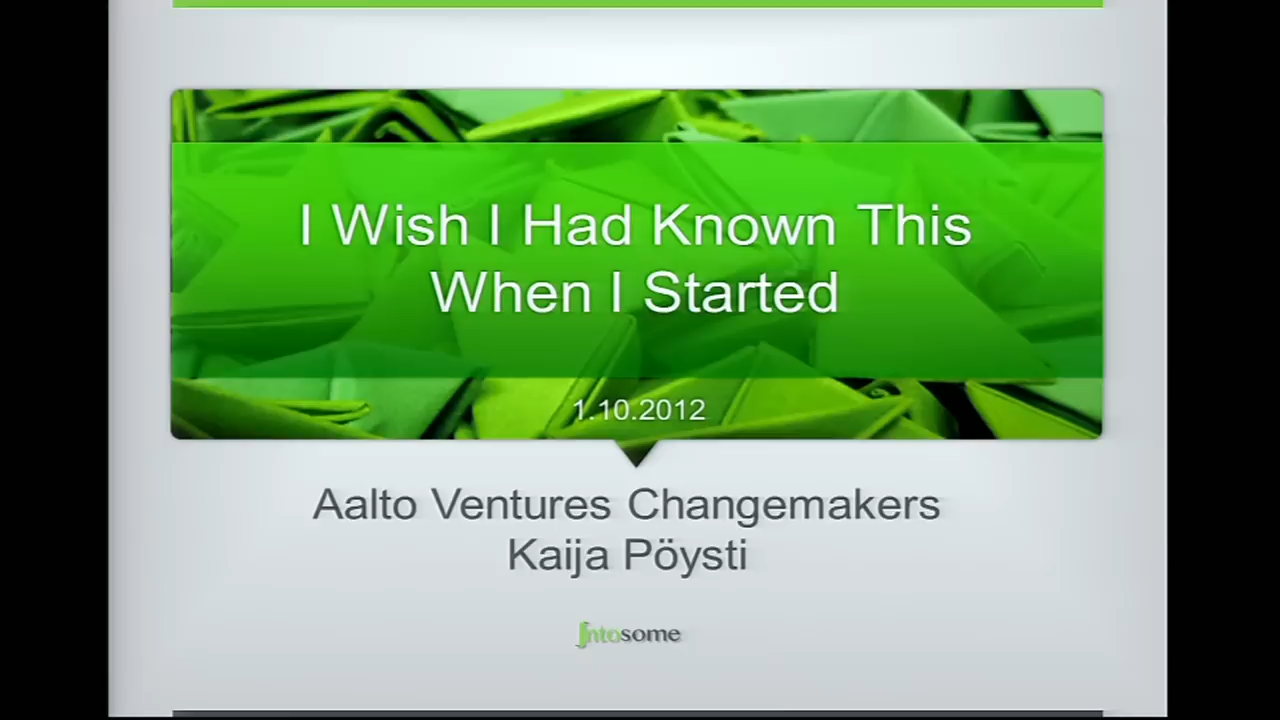 I Wish I Had Known This
When I Started
1.10.2012
Aalto Ventures Changemakers
Kaija Pöysti
Intosome